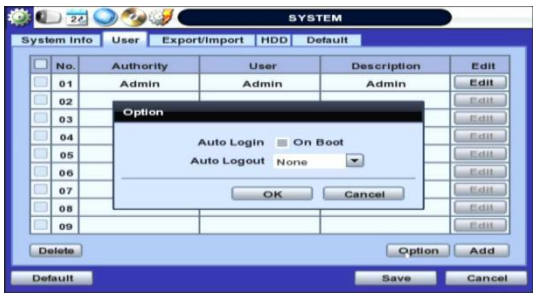 24 SYSTEM
System Info User Export/Import HDD Default
No. Authority User Description Edit
01 Admin Admin Admin Edit
02 Edit
03 Edit
04 Edit
05 Edit
06 Edit
07 Edit
08 Edit
09 Edit
Option
Auto Login On Boot
Auto Logout None
OK Cancel
Delete Option Add
Default Save Cancel